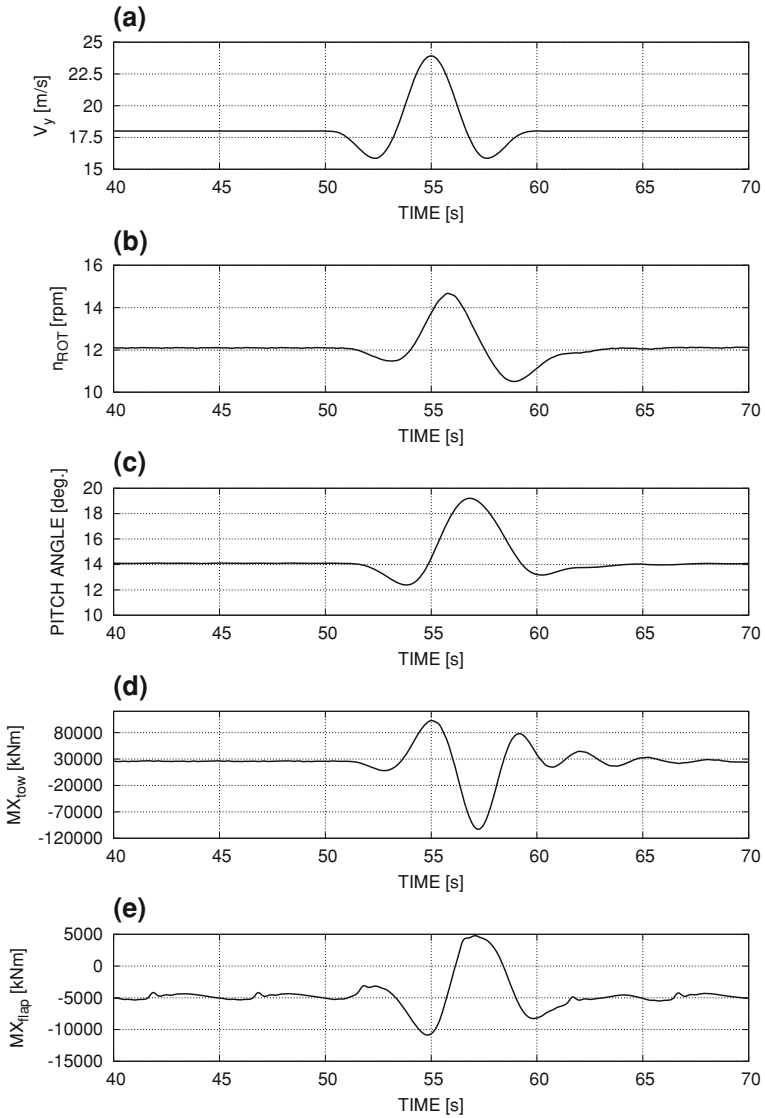 (a)
25
22.5
20
17.5
15
V_y [m/s]
40 45 50 55 60 65 70
TIME [s]
(b)
16
14
12
10
n_ROT [rpm]
40 45 50 55 60 65 70
TIME [s]
(c)
20
18
16
14
12
10
PITCH ANGLE [deg.]
40 45 50 55 60 65 70
TIME [s]
(d)
80000
30000
-20000
-70000
-120000
MX_tow [kNm]
40 45 50 55 60 65 70
TIME [s]
(e)
5000
0
-5000
-10000
-15000
MX_flap [kNm]
40 45 50 55 60 65 70
TIME [s]